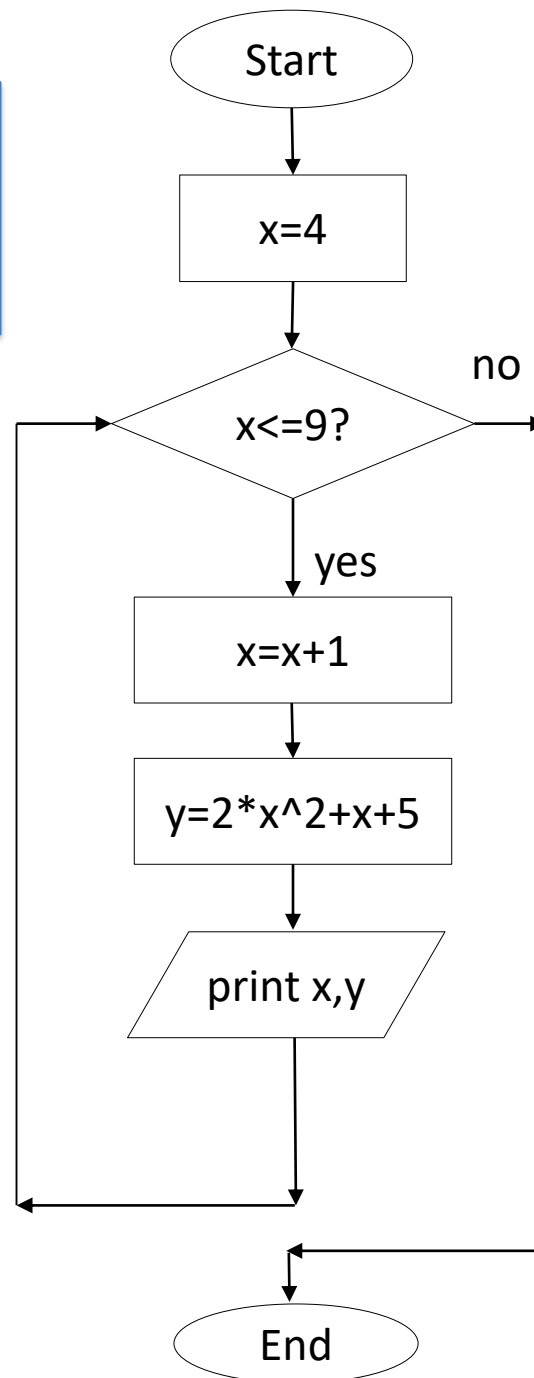 Start
x=4
no
x<=9?
yes
x=x+1
y=2*x^2+x+5
print x,y
End